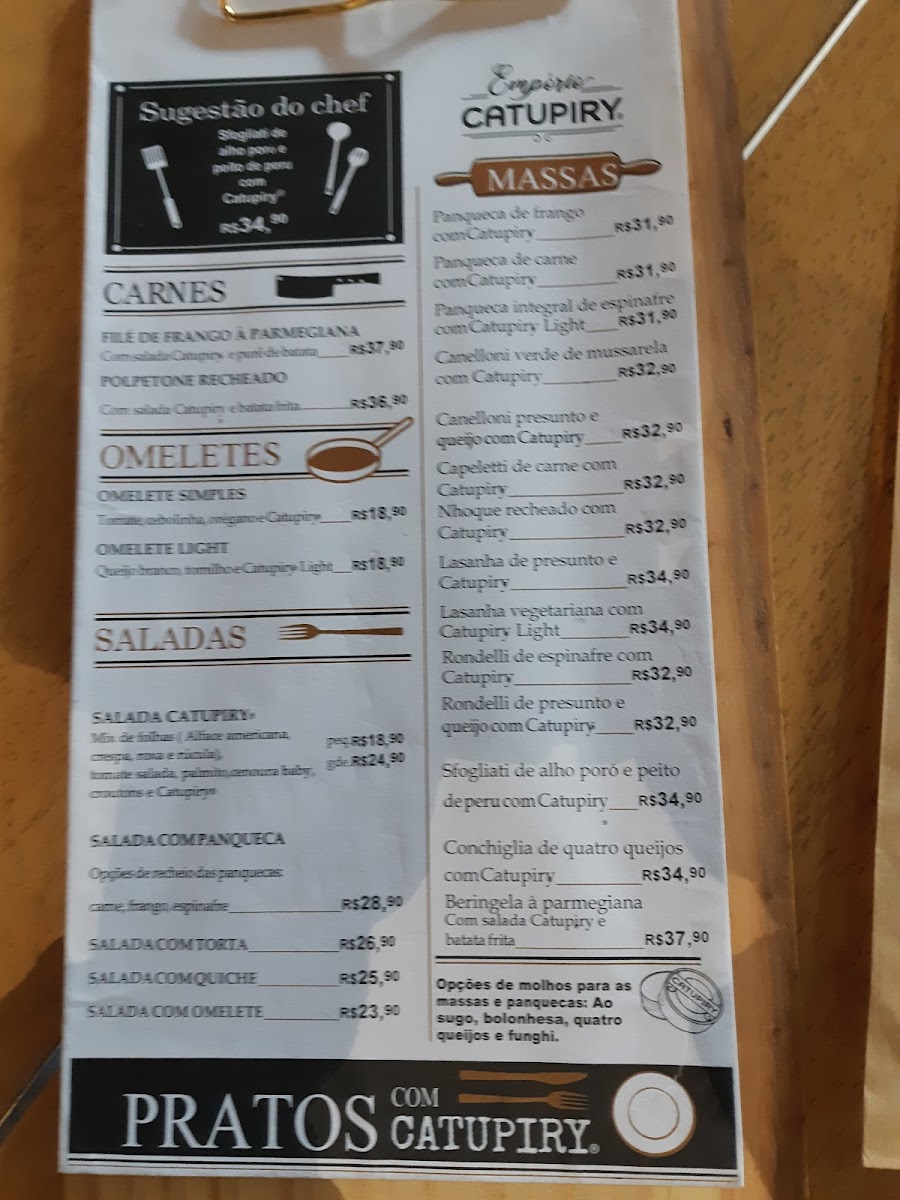 Sugestão do chef
Sfogliati de
alho poró e
peito de peru
com
Catupiry®
R$34,90
CARNES
FILÉ DE FRANGO À PARMEGIANA
Com salada Catupiry e purê de batata R$37,90
POLPETONE RECHEADO
Com salada Catupiry e batata frita R$36,90
OMELETES
OMELETE SIMPLES
Tomate, cebolinha, orégano e Catupiry R$18,90
OMELETE LIGHT
Queijo branco, tomilho e Catupiry Light R$18,90
SALADAS
SALADA CATUPIRY®
Mix de folhas ( Alface americana,
crespa, roxa e rúcula),
tomate salada, palmito, cenoura baby,
croutons e Catupiry®
peq R$18,90
gde R$24,90
SALADA COM PANQUECA
Opções de recheio das panquecas:
carne, frango, espinafre R$28,90
SALADA COM TORTA R$26,90
SALADA COM QUICHE R$25,90
SALADA COM OMELETE R$23,90
Empório
CATUPIRY®
MASSAS
Panqueca de frango
com Catupiry R$31,90
Panqueca de carne
com Catupiry R$31,90
Panqueca integral de espinafre
com Catupiry Light R$31,90
Canelloni verde de mussarela
com Catupiry R$32,90
Canelloni presunto e
queijo com Catupiry R$32,90
Capeletti de carne com
Catupiry R$32,90
Nhoque recheado com
Catupiry R$32,90
Lasanha de presunto e
Catupiry R$34,90
Lasanha vegetariana com
Catupiry Light R$34,90
Rondelli de espinafre com
Catupiry R$32,90
Rondelli de presunto e
queijo com Catupiry R$32,90
Sfogliati de alho poró e peito
de peru com Catupiry R$34,90
Conchiglia de quatro queijos
com Catupiry R$34,90
Beringela à parmegiana
Com salada Catupiry e
batata frita R$37,90
Opções de molhos para as
massas e panquecas: Ao
sugo, bolonhesa, quatro
queijos e funghi.
CATUPIRY
PRATOS COM
CATUPIRY®